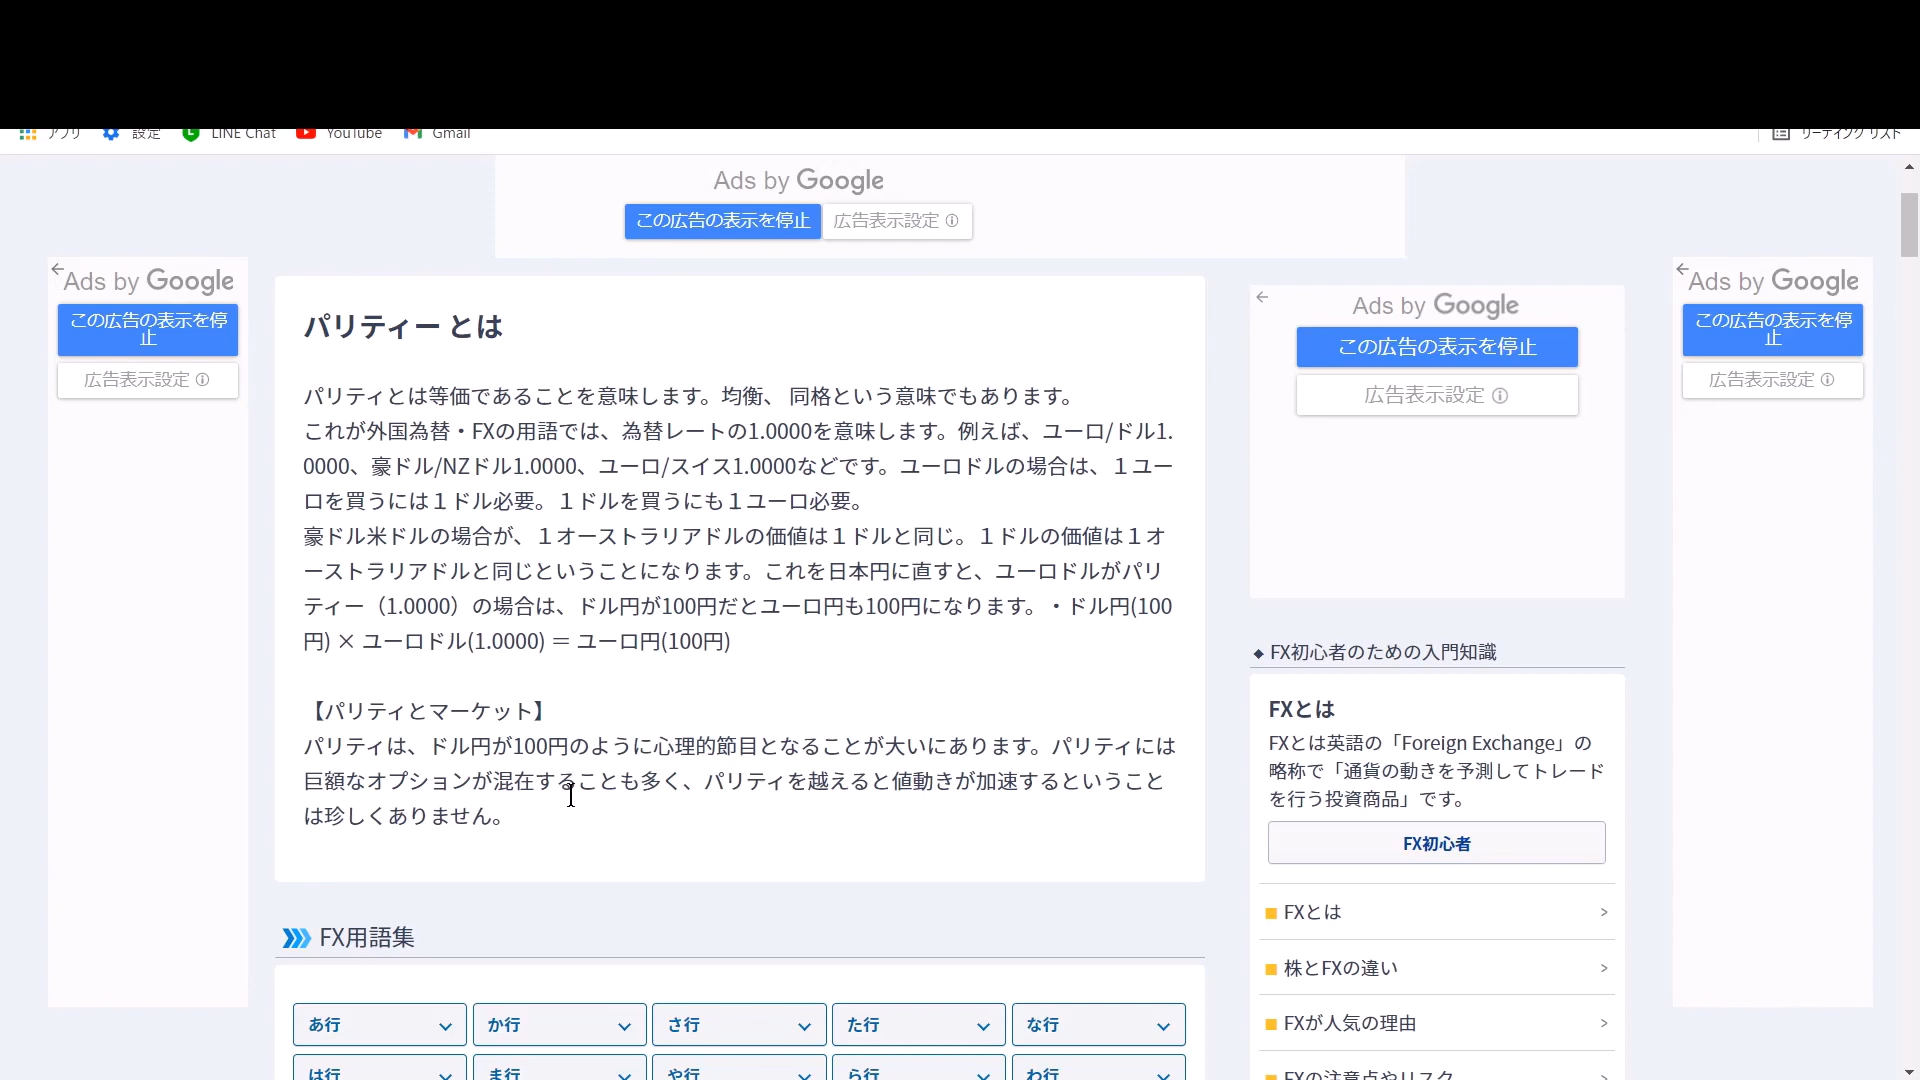 アプリ 設定 LINE Chat YouTube Gmail リーディング リスト
Ads by Google
この広告の表示を停止 広告表示設定
Ads by Google
この広告の表示を停
止
広告表示設定
パリティー とは
パリティとは等価であることを意味します。均衡、 同格という意味でもあります。
これが外国為替・FXの用語では、為替レートの1.0000を意味します。例えば、ユーロ/ドル1.
0000、豪ドル/NZドル1.0000、ユーロ/スイス1.0000などです。ユーロドルの場合は、１ユー
ロを買うには１ドル必要。１ドルを買うにも１ユーロ必要。
豪ドル米ドルの場合が、１オーストラリアドルの価値は１ドルと同じ。１ドルの価値は１オ
ーストラリアドルと同じということになります。これを日本円に直すと、ユーロドルがパリ
ティー（1.0000）の場合は、ドル円が100円だとユーロ円も100円になります。・ドル円(100
円) × ユーロドル(1.0000) ＝ ユーロ円(100円)
【パリティとマーケット】
パリティは、ドル円が100円のように心理的節目となることが大いにあります。パリティには
巨額なオプションが混在することも多く、パリティを越えると値動きが加速するということ
は珍しくありません。
FX用語集
あ行 か行 さ行 た行 な行
は行 ま行 や行 ら行 わ行
Ads by Google
この広告の表示を停止
広告表示設定
◆ FX初心者のための入門知識
FXとは
FXとは英語の「Foreign Exchange」の
略称で「通貨の動きを予測してトレード
を行う投資商品」です。
FX初心者
FXとは
株とFXの違い
FXが人気の理由
FXの注意点やリスク
Ads by Google
この広告の表示を停
止
広告表示設定